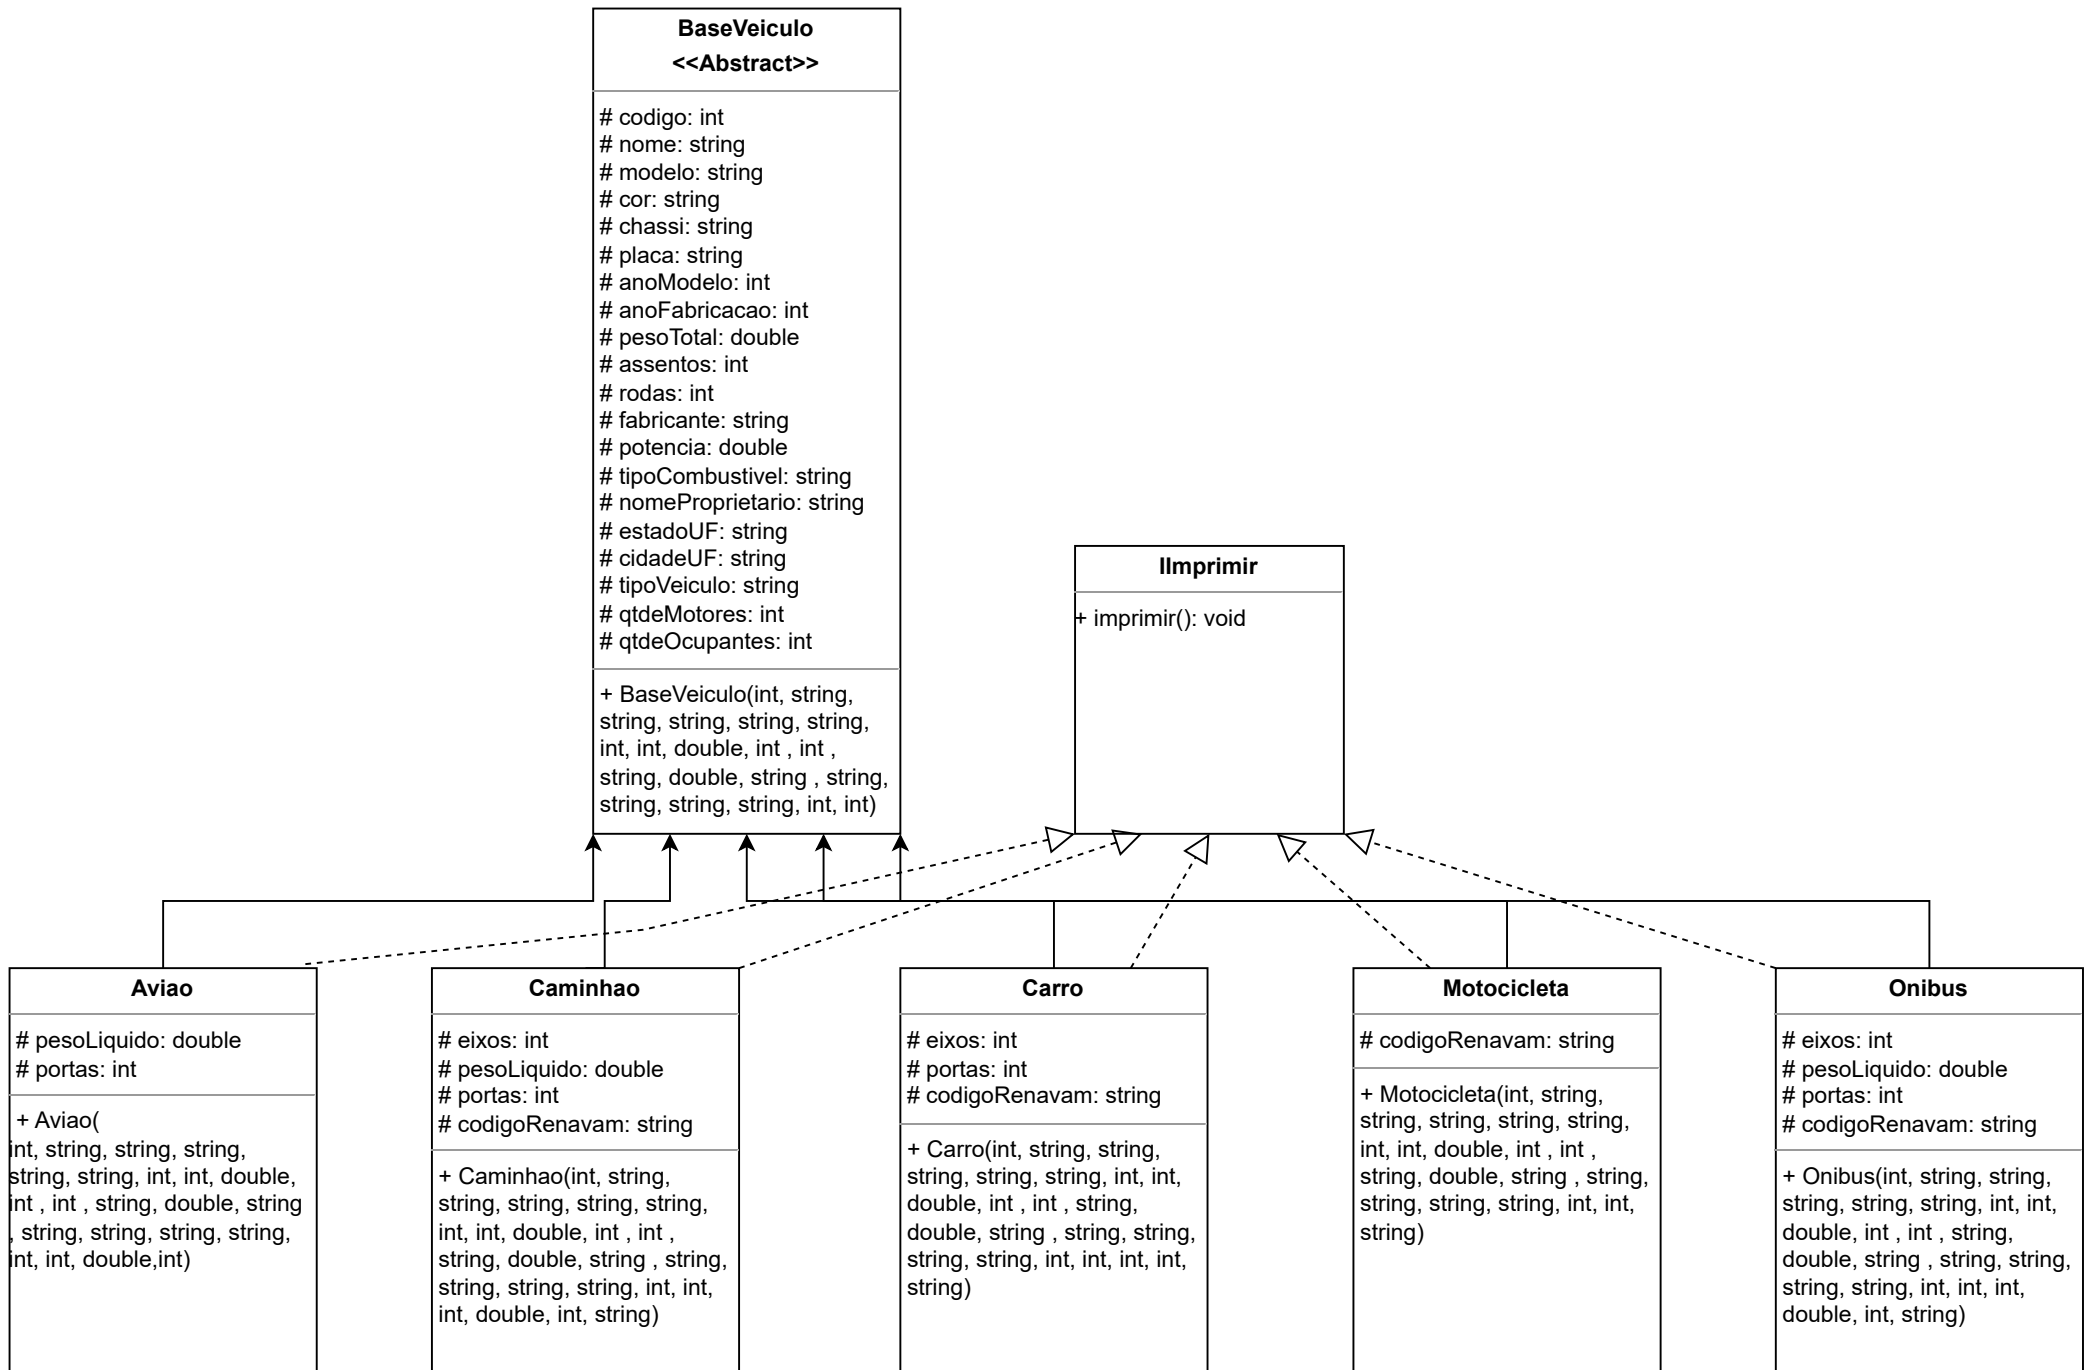 BaseVeiculo
<<Abstract>>
# codigo: int
# nome: string
# modelo: string
# cor: string
# chassi: string
# placa: string
# anoModelo: int
# anoFabricacao: int
# pesoTotal: double
# assentos: int
# rodas: int
# fabricante: string
# potencia: double
# tipoCombustivel: string
# nomeProprietario: string
# estadoUF: string
# cidadeUF: string
# tipoVeiculo: string
# qtdeMotores: int
# qtdeOcupantes: int
+ BaseVeiculo(int, string,
string, string, string, string,
int, int, double, int , int ,
string, double, string , string,
string, string, string, int, int)
IImprimir
+ imprimir(): void
Aviao
# pesoLiquido: double
# portas: int
+ Aviao(
int, string, string, string,
string, string, int, int, double,
int , int , string, double, string
, string, string, string, string,
int, int, double,int)
Caminhao
# eixos: int
# pesoLiquido: double
# portas: int
# codigoRenavam: string
+ Caminhao(int, string,
string, string, string, string,
int, int, double, int , int ,
string, double, string , string,
string, string, string, int, int,
int, double, int, string)
Carro
# eixos: int
# portas: int
# codigoRenavam: string
+ Carro(int, string, string,
string, string, string, int, int,
double, int , int , string,
double, string , string, string,
string, string, int, int, int, int,
string)
Motocicleta
# codigoRenavam: string
+ Motocicleta(int, string,
string, string, string, string,
int, int, double, int , int ,
string, double, string , string,
string, string, string, int, int,
string)
Onibus
# eixos: int
# pesoLiquido: double
# portas: int
# codigoRenavam: string
+ Onibus(int, string, string,
string, string, string, int, int,
double, int , int , string,
double, string , string, string,
string, string, int, int, int,
double, int, string)